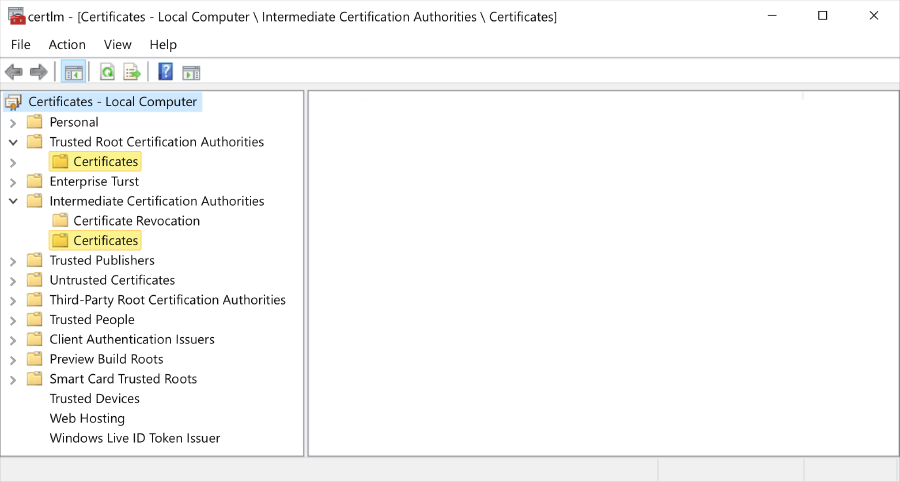 certlm - [Certificates - Local Computer \ Intermediate Certification Authorities \ Certificates]
File Action View Help
Certificates - Local Computer
Personal
Trusted Root Certification Authorities
Certificates
Enterprise Turst
Intermediate Certification Authorities
Certificate Revocation
Certificates
Trusted Publishers
Untrusted Certificates
Third-Party Root Certification Authorities
Trusted People
Client Authentication Issuers
Preview Build Roots
Smart Card Trusted Roots
Trusted Devices
Web Hosting
Windows Live ID Token Issuer